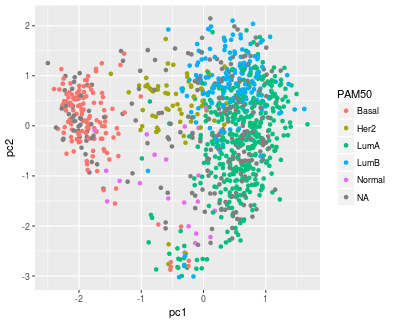 2
1
0
-1
-2
-3
pc2
-2
-1
0
1
pc1
PAM50
Basal
Her2
LumA
LumB
Normal
NA